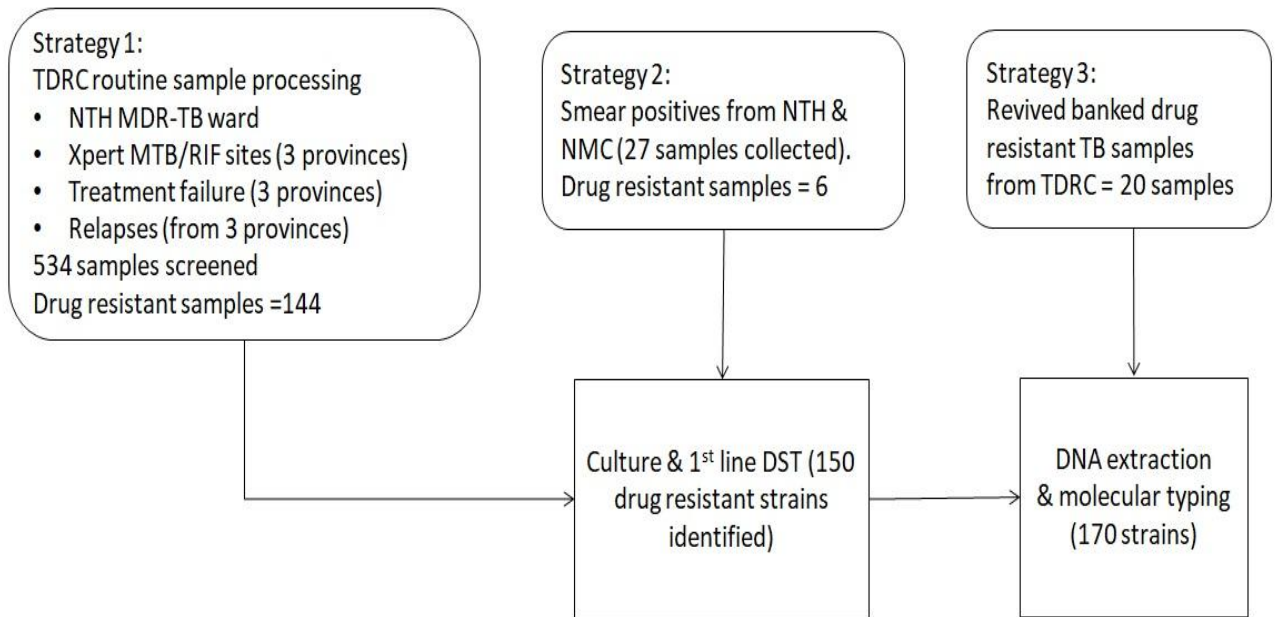 Strategy 1:
TDRC routine sample processing
• NTH MDR-TB ward
• Xpert MTB/RIF sites (3 provinces)
• Treatment failure (3 provinces)
• Relapses (from 3 provinces)
534 samples screened
Drug resistant samples =144
Strategy 2:
Smear positives from NTH &
NMC (27 samples collected).
Drug resistant samples = 6
Strategy 3:
Revived banked drug
resistant TB samples
from TDRC = 20 samples
Culture & 1st line DST (150
drug resistant strains
identified)
DNA extraction
& molecular typing
(170 strains)